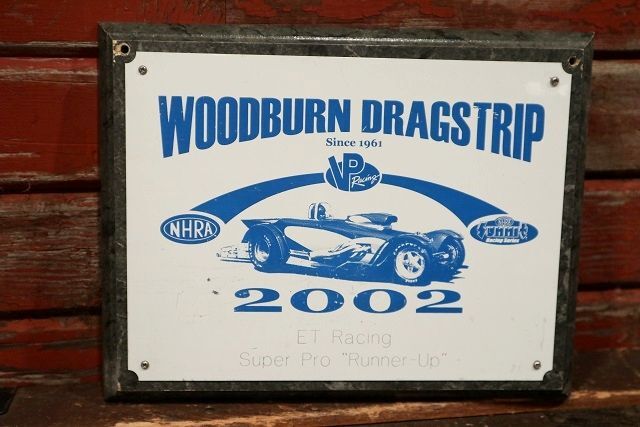 WOODBURN DRAGSTRIP
Since 1961
VP
Racing
NHRA
Racing Series
2002
ET Racing
Super Pro "Runner-Up"